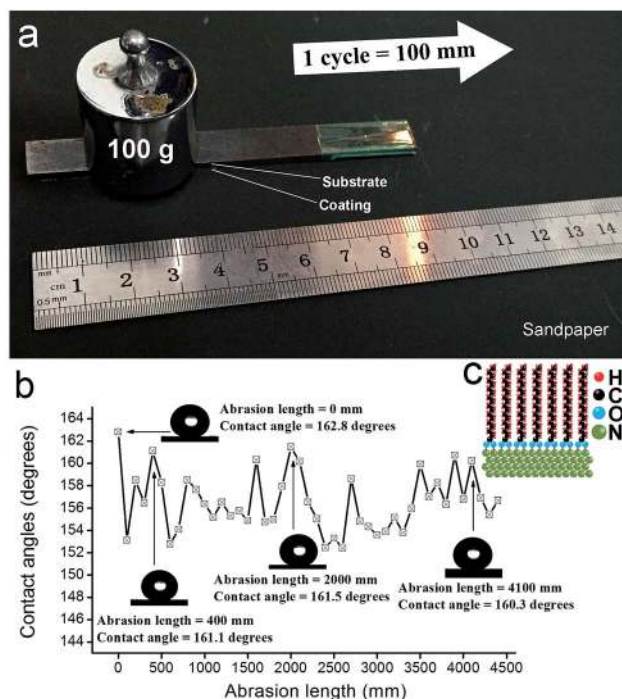 a
1 cycle = 100 mm
100 g
Substrate
Coating
mm
cm
0.5mm
1 2 3 4 5 6 7 8 9 10 11 12 13 14
mm
Sandpaper
b
Contact angles (degrees)
164
162
160
158
156
154
152
150
148
146
144
Abrasion length = 0 mm
Contact angle = 162.8 degrees
Abrasion length = 400 mm
Contact angle = 161.1 degrees
Abrasion length = 2000 mm
Contact angle = 161.5 degrees
Abrasion length = 4100 mm
Contact angle = 160.3 degrees
0 500 1000 1500 2000 2500 3000 3500 4000 4500
Abrasion length (mm)
C
H
C
O
N